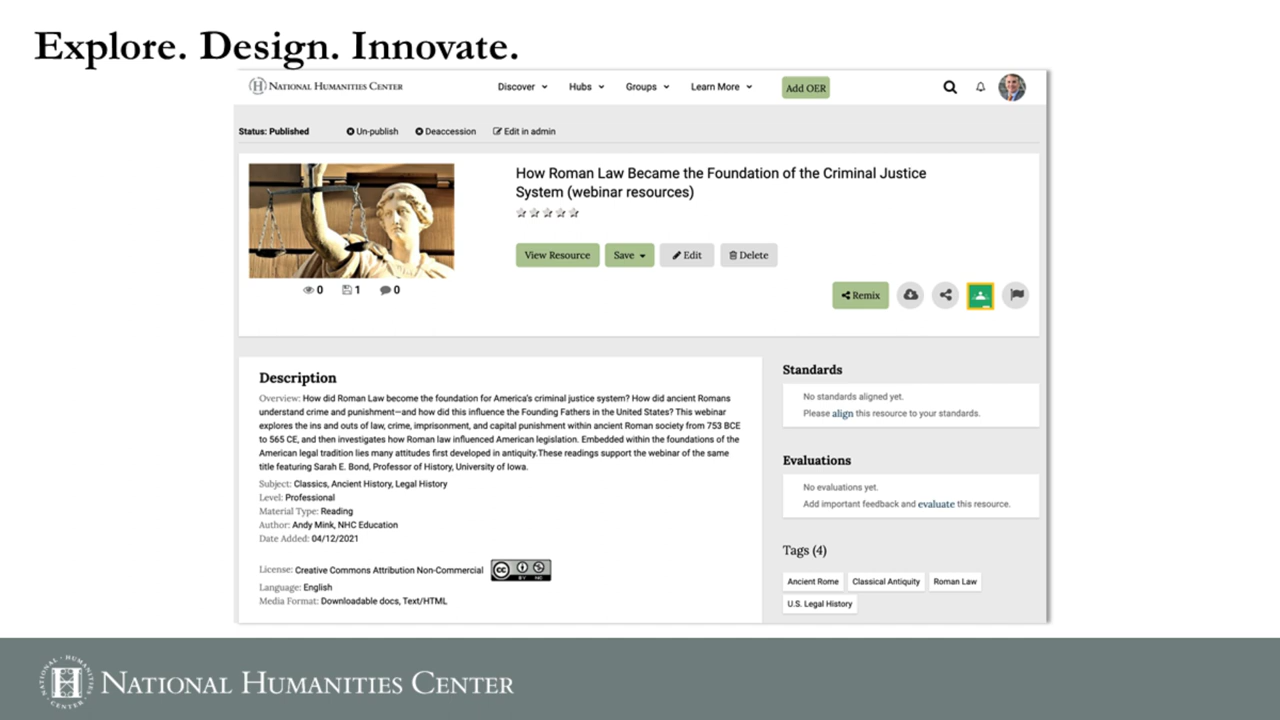 Explore. Design. Innovate.
NATIONAL HUMANITIES CENTER
Discover
Hubs
Groups
Learn More
Add OER
Status: Published
Un-publish
Deaccession
Edit in admin
How Roman Law Became the Foundation of the Criminal Justice
System (webinar resources)
View Resource
Save
Edit
Delete
0
1
0
Remix
Description
Overview: How did Roman Law become the foundation for America's criminal justice system? How did ancient Romans
understand crime and punishment—and how did this influence the Founding Fathers in the United States? This webinar
explores the ins and outs of law, crime, imprisonment, and capital punishment within ancient Roman society from 753 BCE
to 565 CE, and then investigates how Roman law influenced American legislation. Embedded within the foundations of the
American legal tradition lies many attitudes first developed in antiquity.These readings support the webinar of the same
title featuring Sarah E. Bond, Professor of History, University of Iowa.
Subject: Classics, Ancient History, Legal History
Level: Professional
Material Type: Reading
Author: Andy Mink, NHC Education
Date Added: 04/12/2021
License: Creative Commons Attribution Non-Commercial
cc
BY NC
Language: English
Media Format: Downloadable docs, Text/HTML
Standards
No standards aligned yet.
Please align this resource to your standards.
Evaluations
No evaluations yet.
Add important feedback and evaluate this resource.
Tags (4)
Ancient Rome
Classical Antiquity
Roman Law
U.S. Legal History
NATIONAL HUMANITIES CENTER
NATIONAL HUMANITIES CENTER